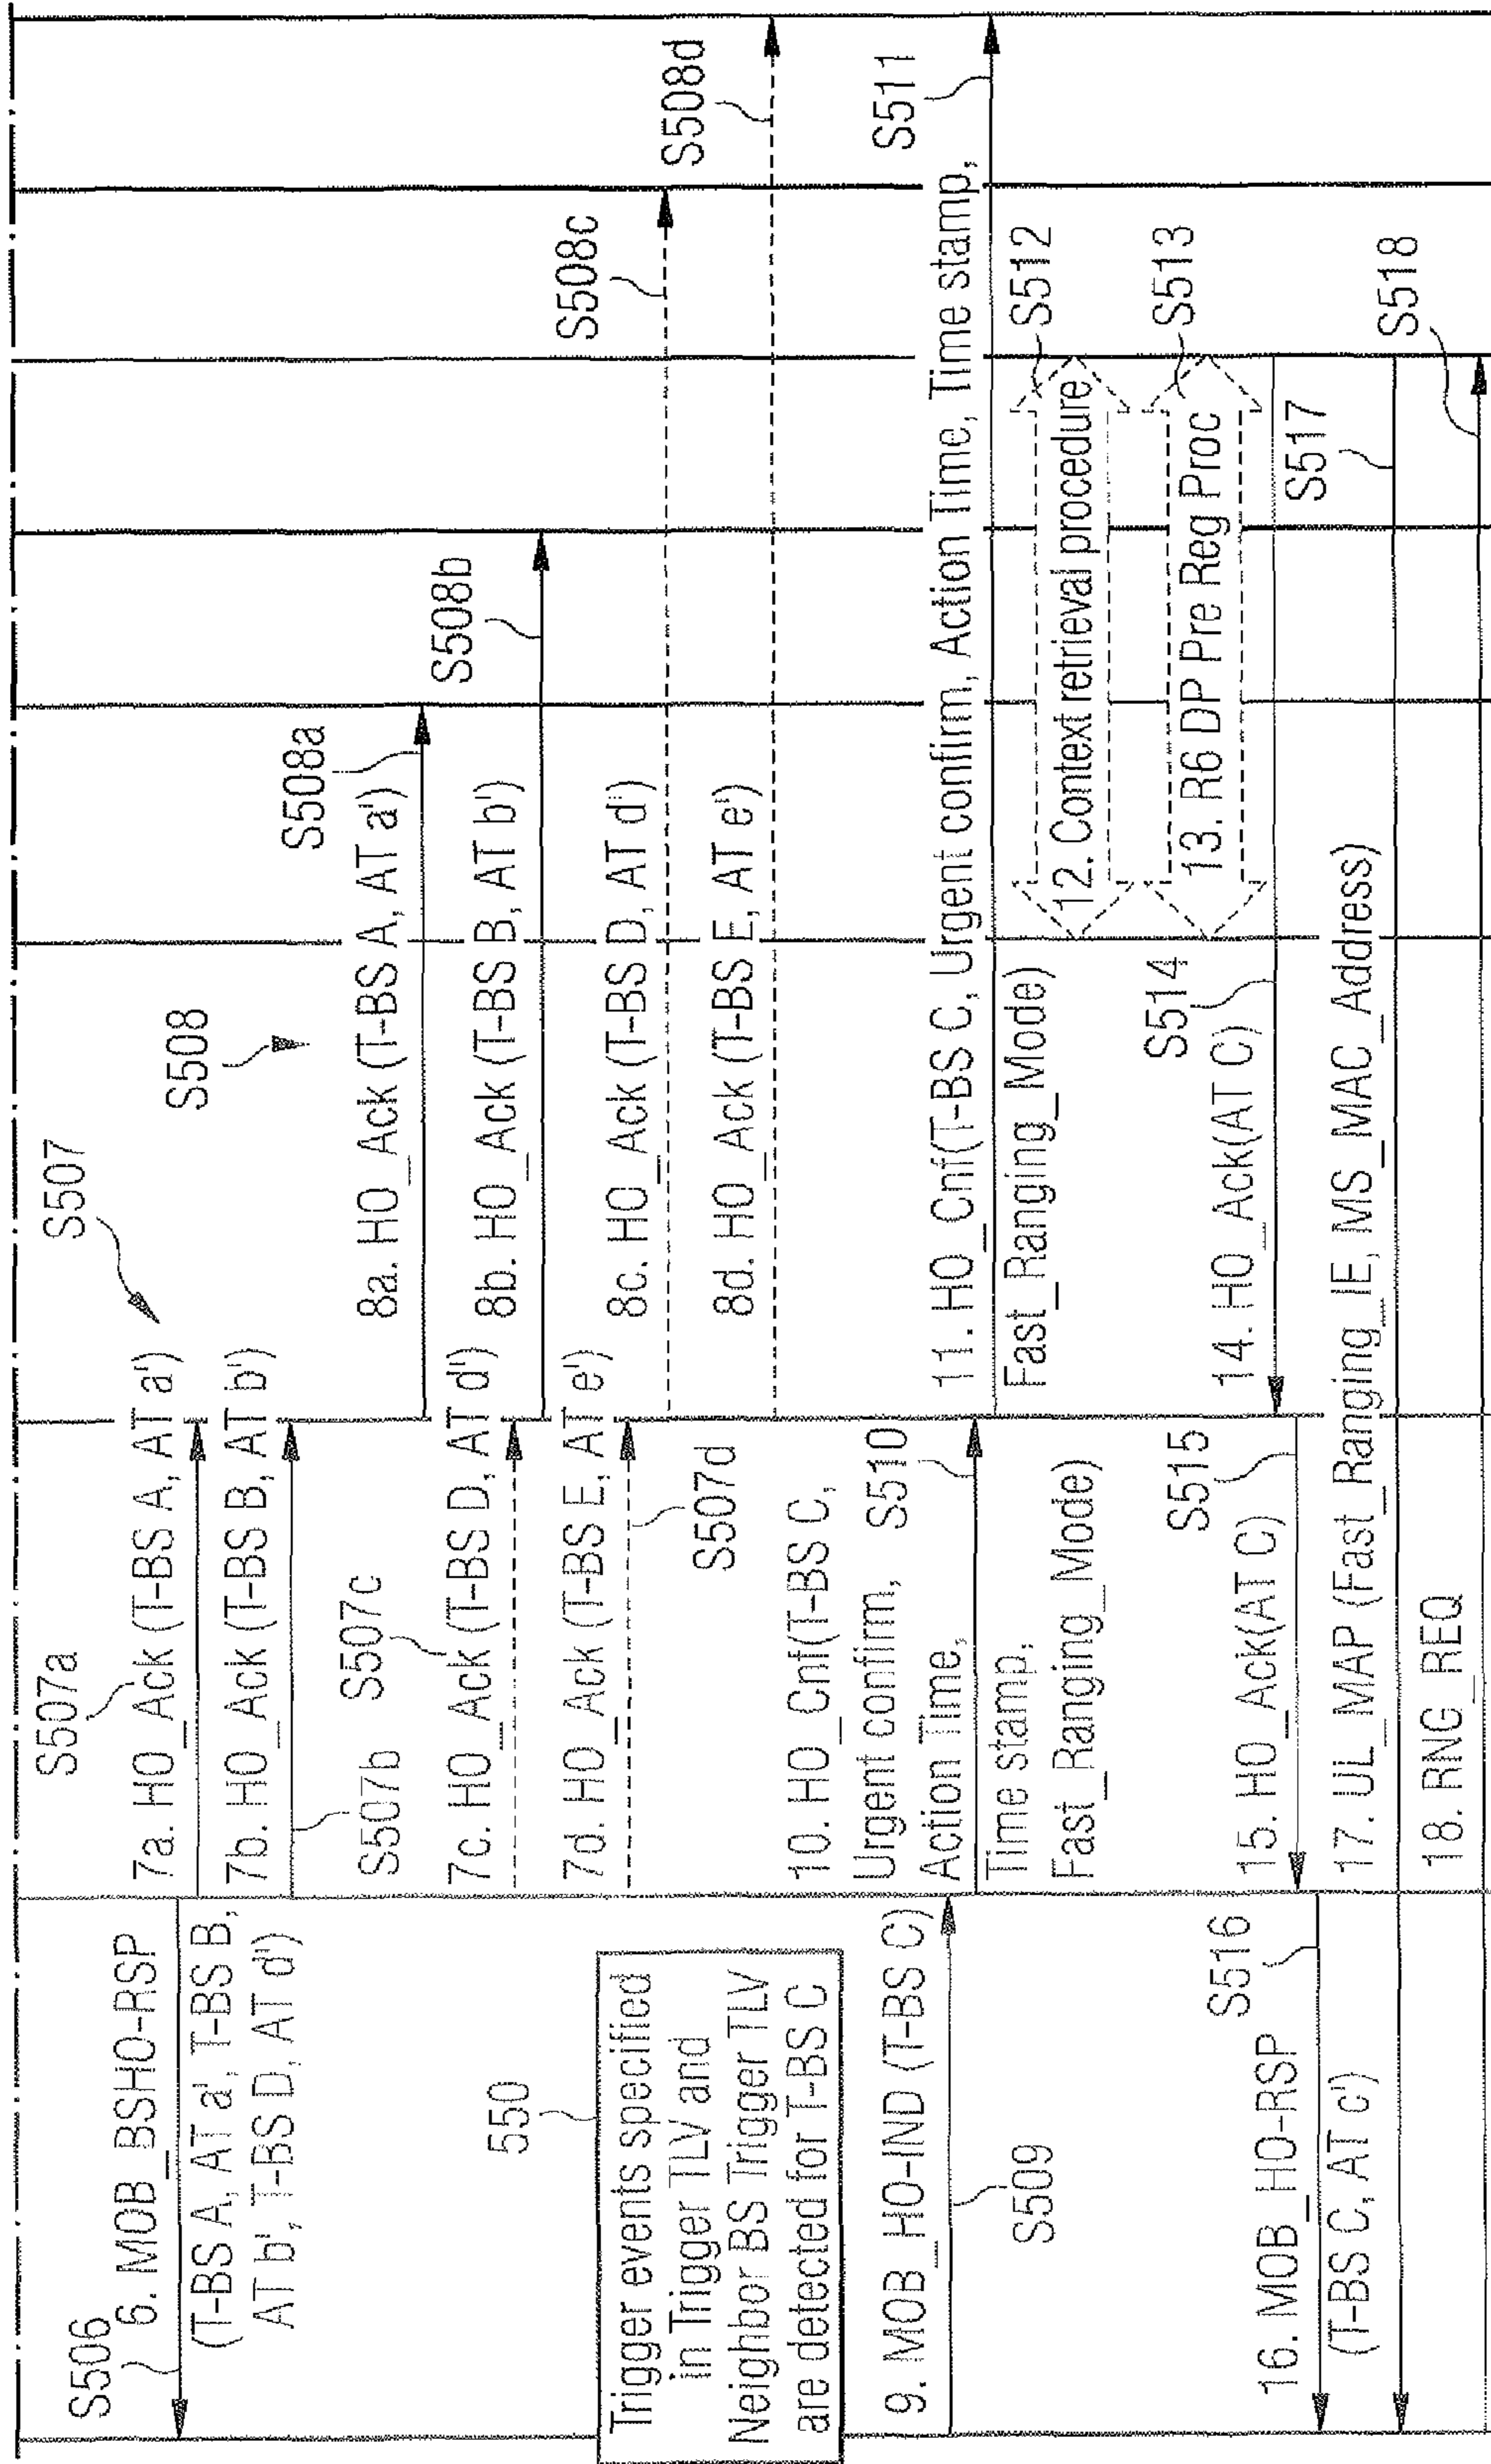 S506
6. MOB_BSHO-RSP
(T-BS A, AT a', T-BS B,
AT b', T-BS D, AT d')
S507a
7a. HO_Ack (T-BS A, AT a')
S507
7b. HO_Ack (T-BS B, AT b')
S507b
S507c
7c. HO_Ack (T-BS D, AT d')
7d. HO_Ack (T-BS E, AT e')
S507d
S508
S508a
8a. HO_Ack (T-BS A, AT a')
S508b
8b. HO_Ack (T-BS B, AT b')
S508c
8c. HO_Ack (T-BS D, AT d')
S508d
8d. HO_Ack (T-BS E, AT e')
550
Trigger events specified
in Trigger TLV and
Neighbor BS Trigger TLV
are detected for T-BS C
9. MOB_HO-IND (T-BS C)
S509
10. HO_Cnf(T-BS C,
Urgent confirm,
Action Time,
Time stamp,
Fast_Ranging_Mode)
S510
11. HO_Cnf(T-BS C, Urgent confirm, Action Time, Time stamp,
Fast_Ranging_Mode)
S511
12. Context retrieval procedure
S512
13. R6 DP Pre Reg Proc
S513
S514
14. HO_Ack(AT C)
S515
15. HO_Ack(AT C)
S516
16. MOB_HO-RSP
(T-BS C, AT c')
17. UL_MAP (Fast_Ranging_IE, MS_MAC_Address)
S517
18. RNG_REQ
S518